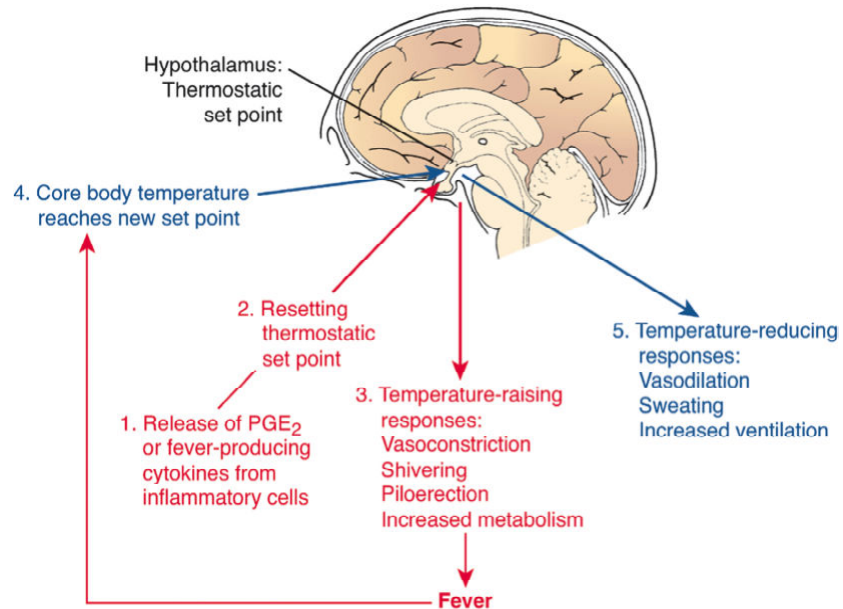 Hypothalamus:
Thermostatic
set point
4. Core body temperature
reaches new set point
2. Resetting
thermostatic
set point
1. Release of PGE2
or fever-producing
cytokines from
inflammatory cells
3. Temperature-raising
responses:
Vasoconstriction
Shivering
Piloerection
Increased metabolism
Fever
5. Temperature-reducing
responses:
Vasodilation
Sweating
Increased ventilation